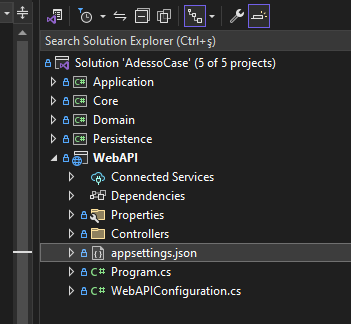 Search Solution Explorer (Ctrl+ş)
Solution 'AdessoCase' (5 of 5 projects)
C# Application
C# Core
C# Domain
C# Persistence
WebAPI
Connected Services
Dependencies
Properties
Controllers
appsettings.json
C# Program.cs
C# WebAPIConfiguration.cs